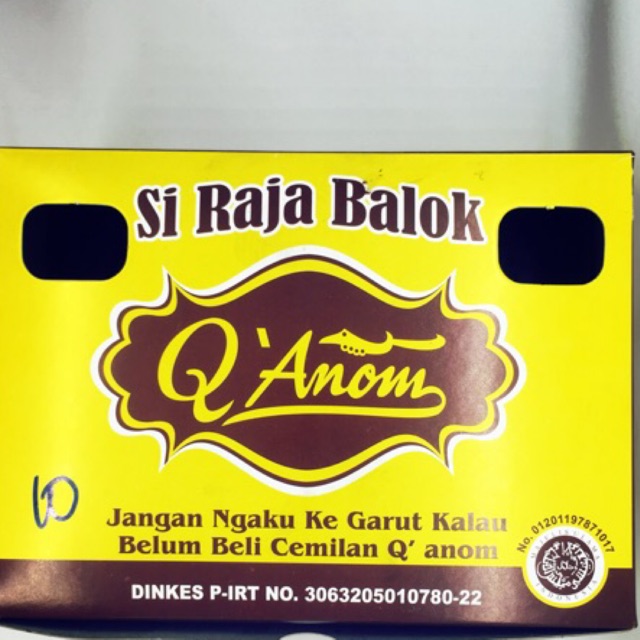 Si Raja Balok
Q'Anom
Jangan Ngaku Ke Garut Kalau
Belum Beli Cemilan Q' anom
No. 01201197871017
DINKES P-IRT NO. 3063205010780-22